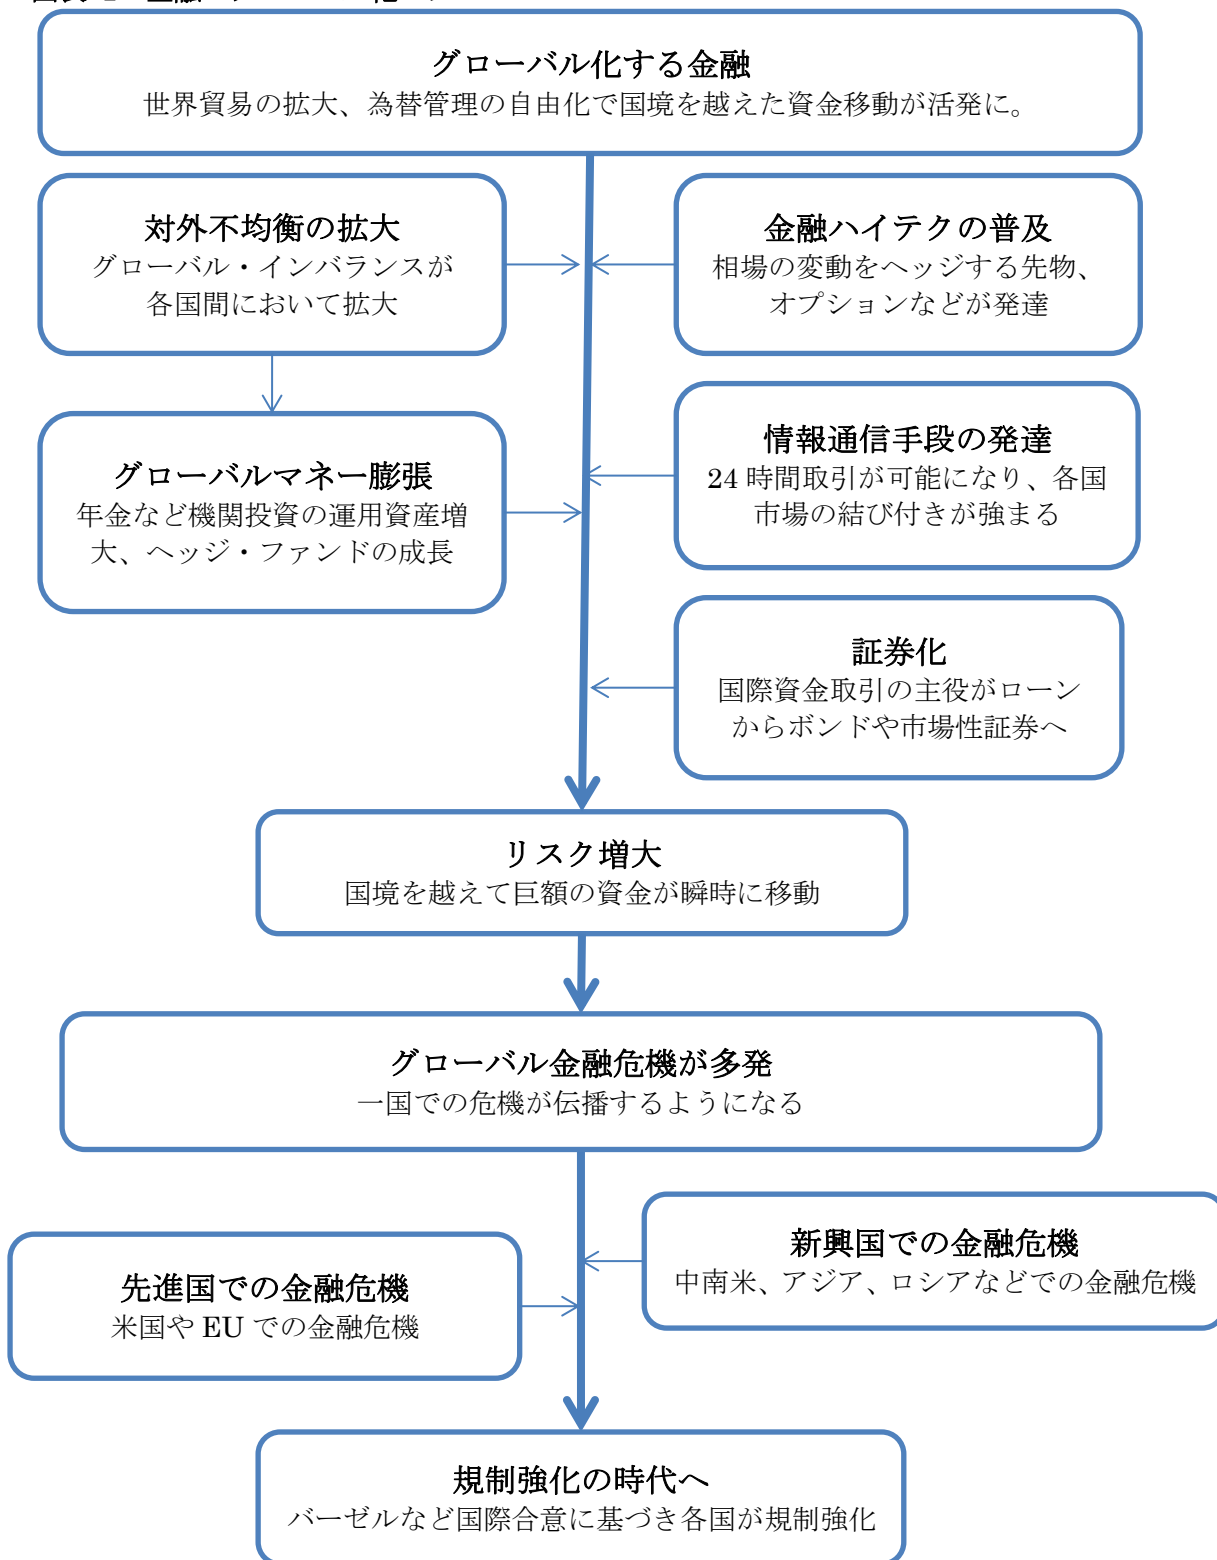 グローバル化する金融
世界貿易の拡大、為替管理の自由化で国境を越えた資金移動が活発に。
対外不均衡の拡大
グローバル・インバランスが
各国間において拡大
金融ハイテクの普及
相場の変動をヘッジする先物、
オプションなどが発達
グローバルマネー膨張
年金など機関投資の運用資産増
大、ヘッジ・ファンドの成長
情報通信手段の発達
24 時間取引が可能になり、各国
市場の結び付きが強まる
証券化
国際資金取引の主役がローン
からボンドや市場性証券へ
リスク増大
国境を越えて巨額の資金が瞬時に移動
グローバル金融危機が多発
一国での危機が伝播するようになる
新興国での金融危機
中南米、アジア、ロシアなどでの金融危機
先進国での金融危機
米国や EU での金融危機
規制強化の時代へ
バーゼルなど国際合意に基づき各国が規制強化